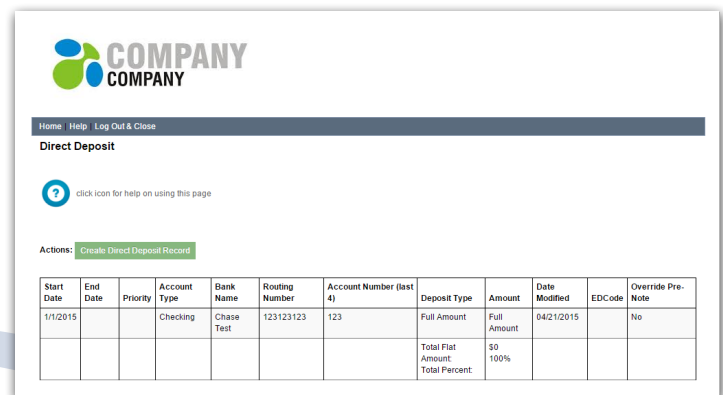 COMPANY
COMPANY
Home | Help | Log Out & Close
Direct Deposit
? click icon for help on using this page
Actions: Create Direct Deposit Record
Start Date End Date Priority Account Type Bank Name Routing Number Account Number (last 4) Deposit Type Amount Date Modified EDCode Override Pre-Note
1/1/2015 Checking Chase Test 123123123 123 Full Amount Full Amount 04/21/2015 No
Total Flat Amount: $0
Total Percent: 100%